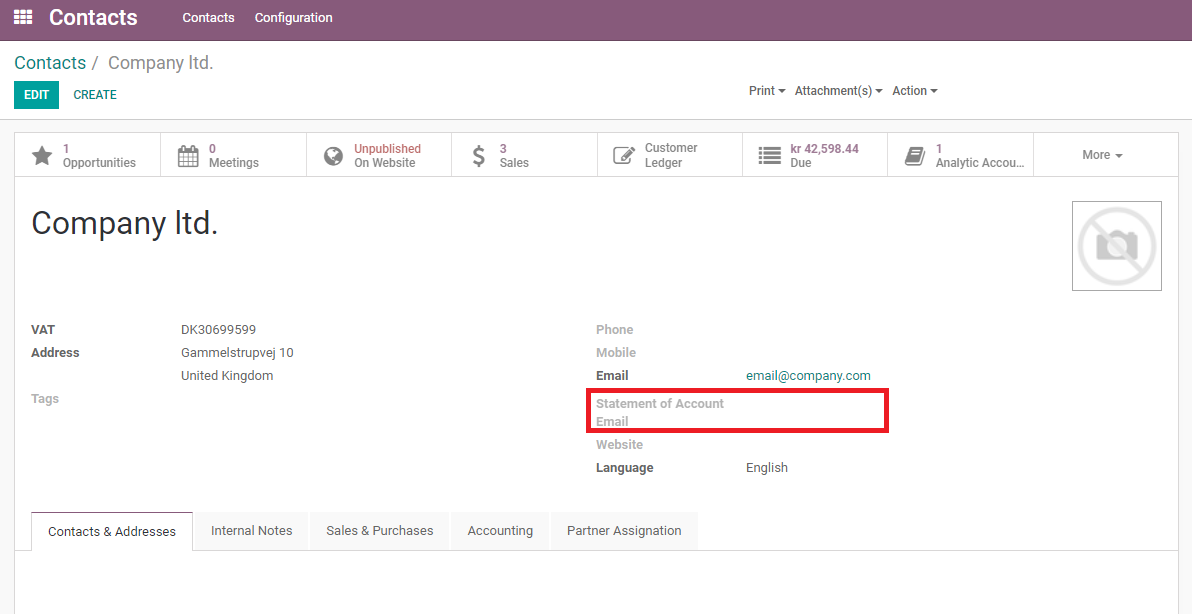 Contacts Contacts Configuration
Contacts / Company ltd.
EDIT CREATE Print Attachment(s) Action
1 Opportunities
0 Meetings
Unpublished On Website
3 Sales
Customer Ledger
kr 42,598.44 Due
1 Analytic Accou...
More
Company ltd.
VAT DK30699599
Address Gammelstrupvej 10
United Kingdom
Tags
Phone
Mobile
Email email@company.com
Statement of Account
Email
Website
Language English
Contacts & Addresses Internal Notes Sales & Purchases Accounting Partner Assignation